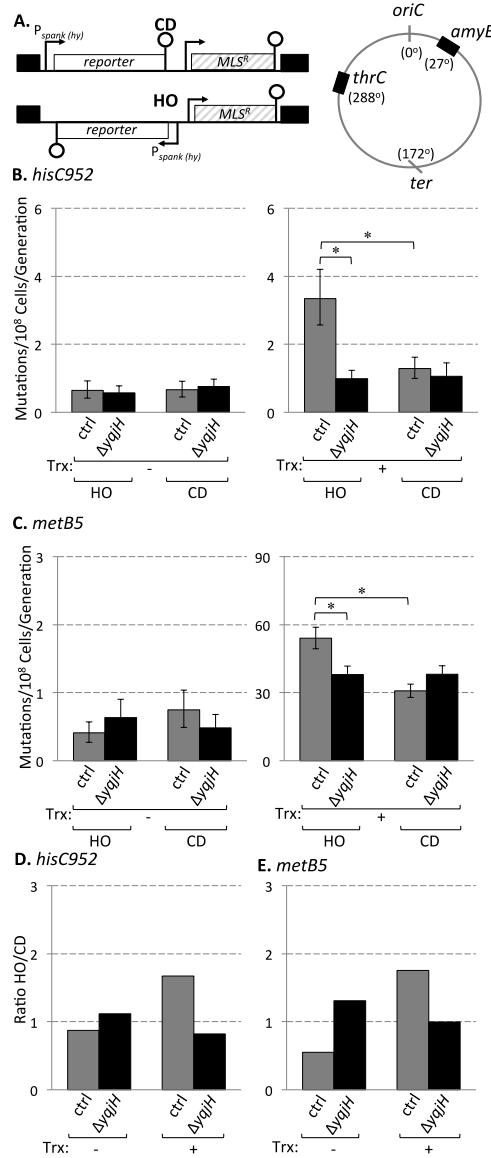 A.
P spank (hy)
CD
reporter
MLS^R
HO
reporter
MLS^R
P spank (hy)
oriC
(0°)
amyE
(27°)
thrC
(288°)
(172°)
ter
B. hisC952
Mutations/10^8 Cells/Generation
6
4
2
0
ctrl ΔyqjH ctrl ΔyqjH
Trx: -
HO CD
6
4
2
0
* *
ctrl ΔyqjH ctrl ΔyqjH
Trx: +
HO CD
C. metB5
Mutations/10^8 Cells/Generation
3
2
1
0
ctrl ΔyqjH ctrl ΔyqjH
Trx: -
HO CD
90
60
30
0
* *
ctrl ΔyqjH ctrl ΔyqjH
Trx: +
HO CD
D. hisC952
Ratio HO/CD
3
2
1
0
ctrl ΔyqjH ctrl ΔyqjH
Trx: - +
E. metB5
3
2
1
0
ctrl ΔyqjH ctrl ΔyqjH
Trx: - +